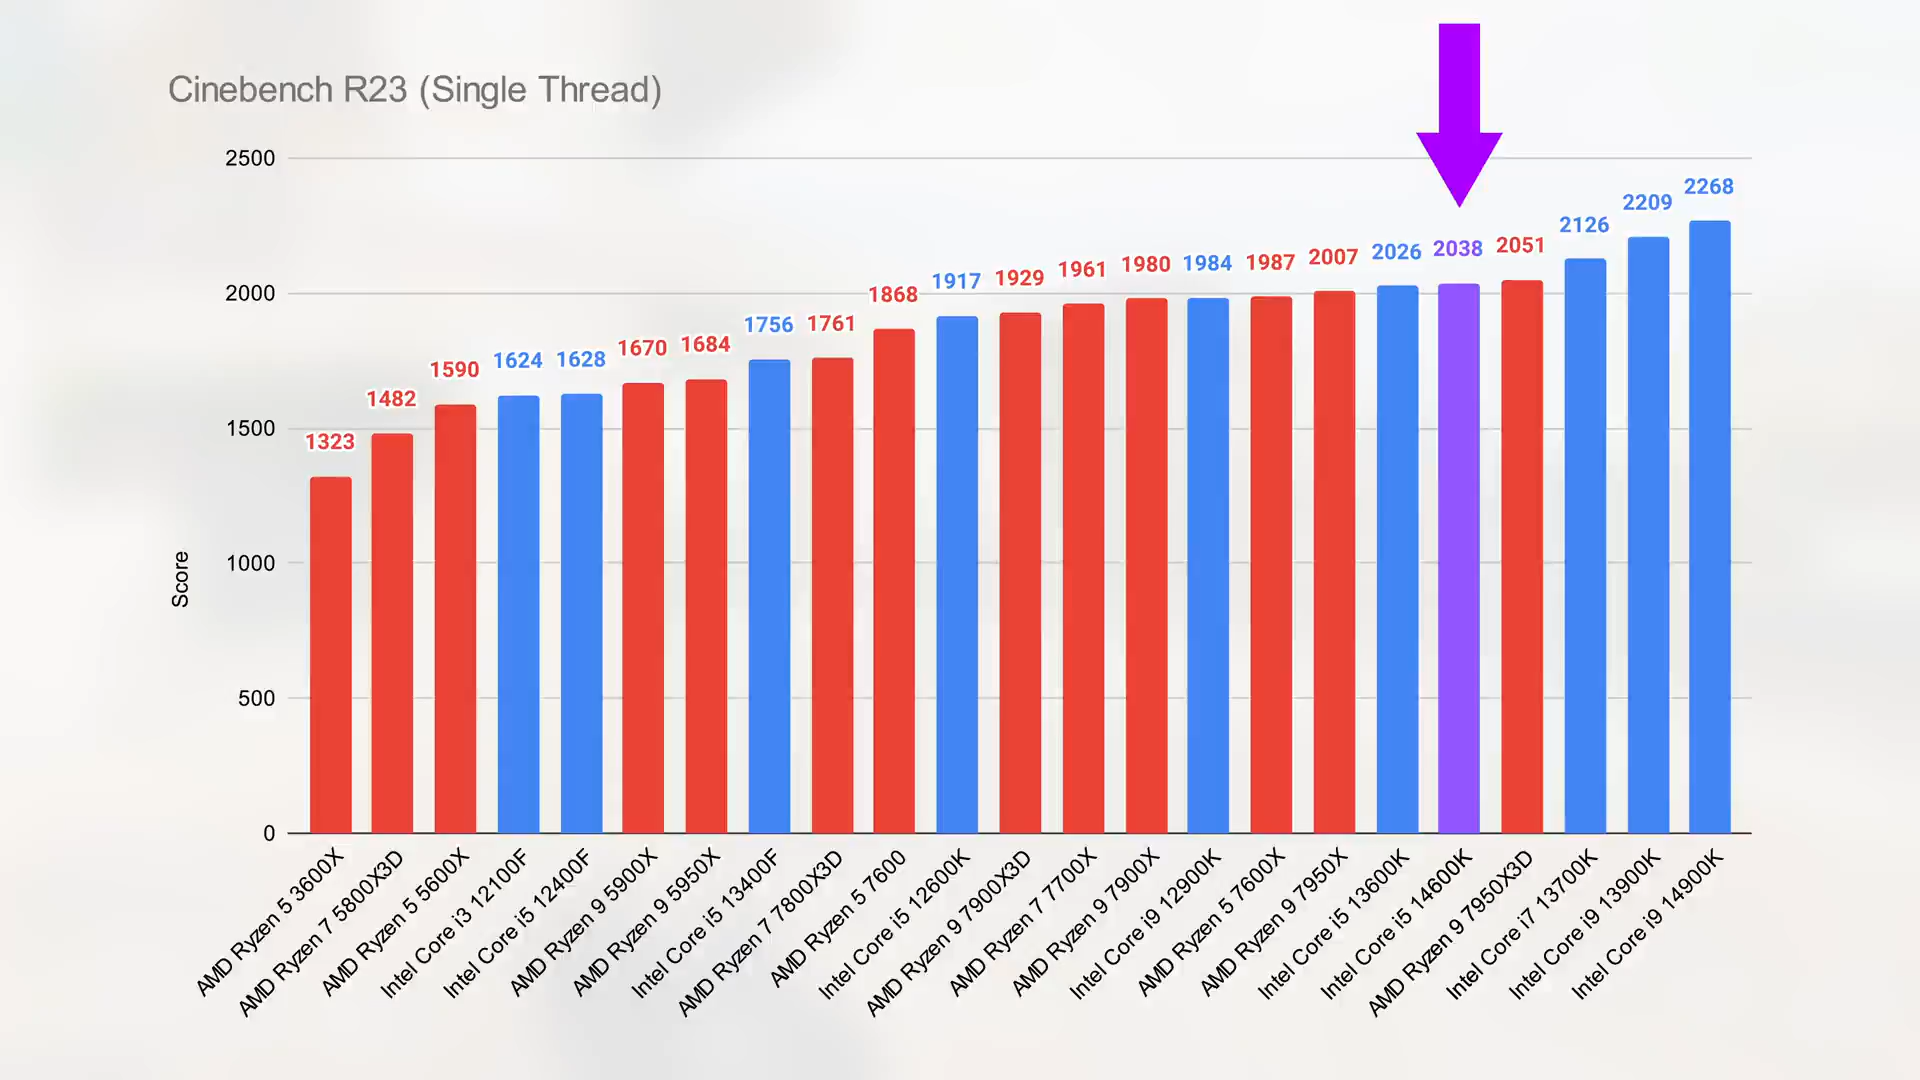 Cinebench R23 (Single Thread)
Score
2500
2000
1500
1000
500
0
1323
1482
1590
1624
1628
1670
1684
1756
1761
1868
1917
1929
1961
1980
1984
1987
2007
2026
2038
2051
2126
2209
2268
AMD Ryzen 5 3600X
AMD Ryzen 7 5800X3D
AMD Ryzen 5 5600X
Intel Core i3 12100F
Intel Core i5 12400F
AMD Ryzen 9 5900X
AMD Ryzen 9 5950X
Intel Core i5 13400F
AMD Ryzen 7 7800X3D
AMD Ryzen 5 7600
Intel Core i5 12600K
AMD Ryzen 9 7900X3D
AMD Ryzen 7 7700X
AMD Ryzen 9 7900X
Intel Core i9 12900K
AMD Ryzen 5 7600X
AMD Ryzen 9 7950X
Intel Core i5 13600K
Intel Core i5 14600K
AMD Ryzen 9 7950X3D
Intel Core i7 13700K
Intel Core i9 13900K
Intel Core i9 14900K